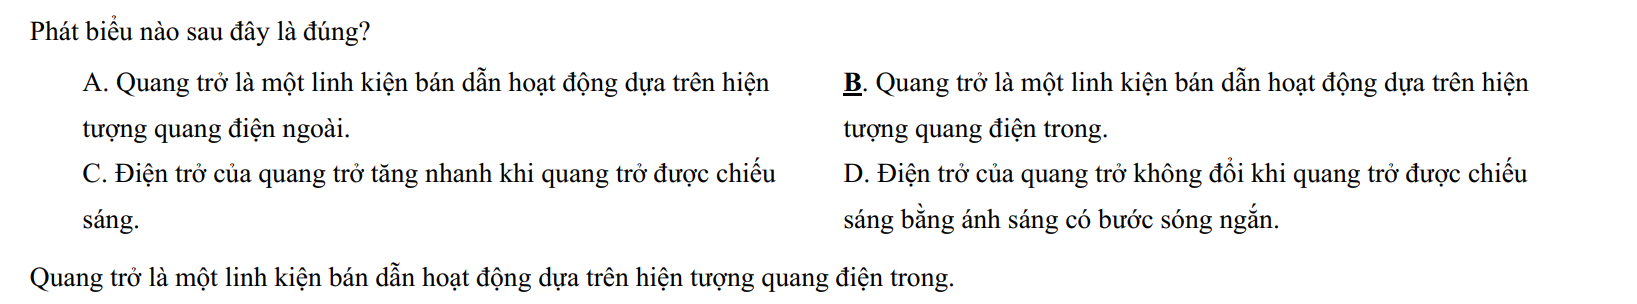 Phát biểu nào sau đây là đúng?
A. Quang trở là một linh kiện bán dẫn hoạt động dựa trên hiện
tượng quang điện ngoài.
B. Quang trở là một linh kiện bán dẫn hoạt động dựa trên hiện
tượng quang điện trong.
C. Điện trở của quang trở tăng nhanh khi quang trở được chiếu
sáng.
D. Điện trở của quang trở không đổi khi quang trở được chiếu
sáng bằng ánh sáng có bước sóng ngắn.
Quang trở là một linh kiện bán dẫn hoạt động dựa trên hiện tượng quang điện trong.